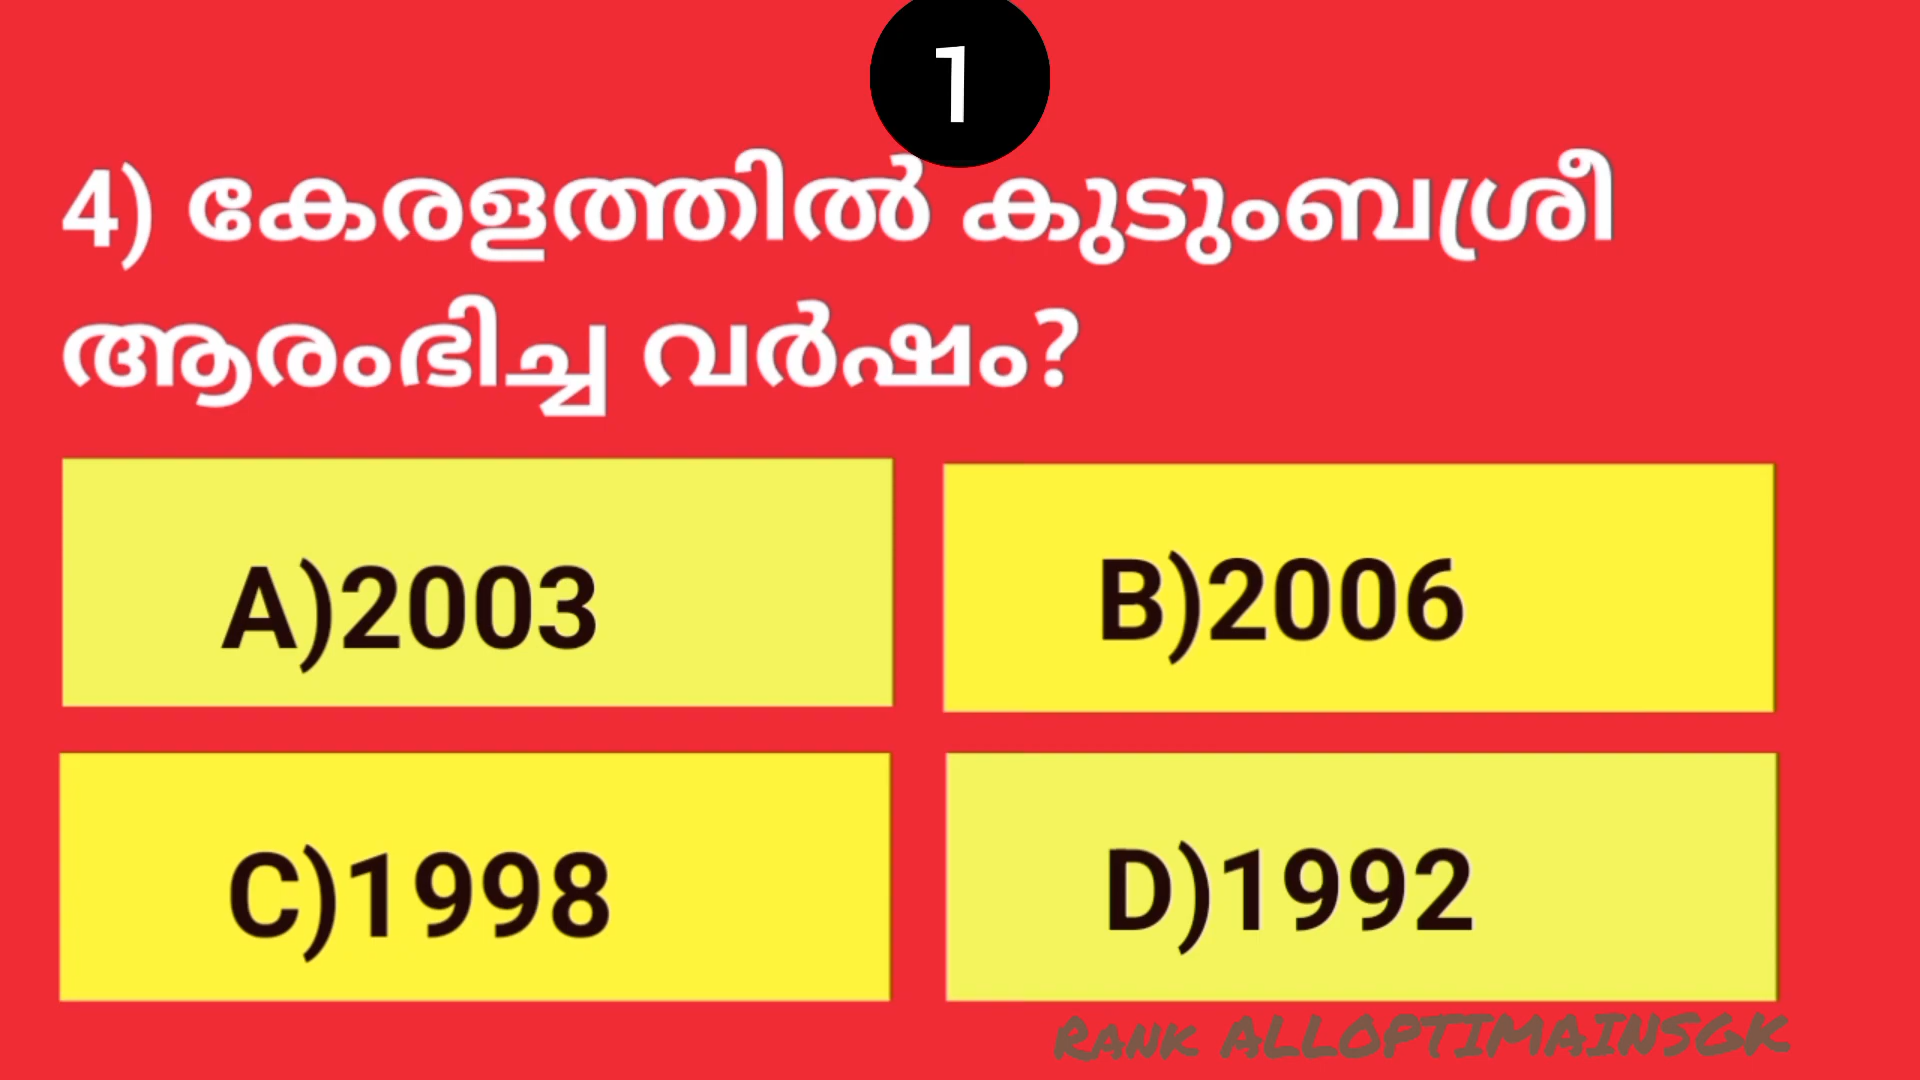 1
4) കേരളത്തിൽ കുടുംബശ്രീ
ആരംഭിച്ച വർഷം?
A)2003
B)2006
C)1998
D)1992
RANK ALLOPTIMAINSGK